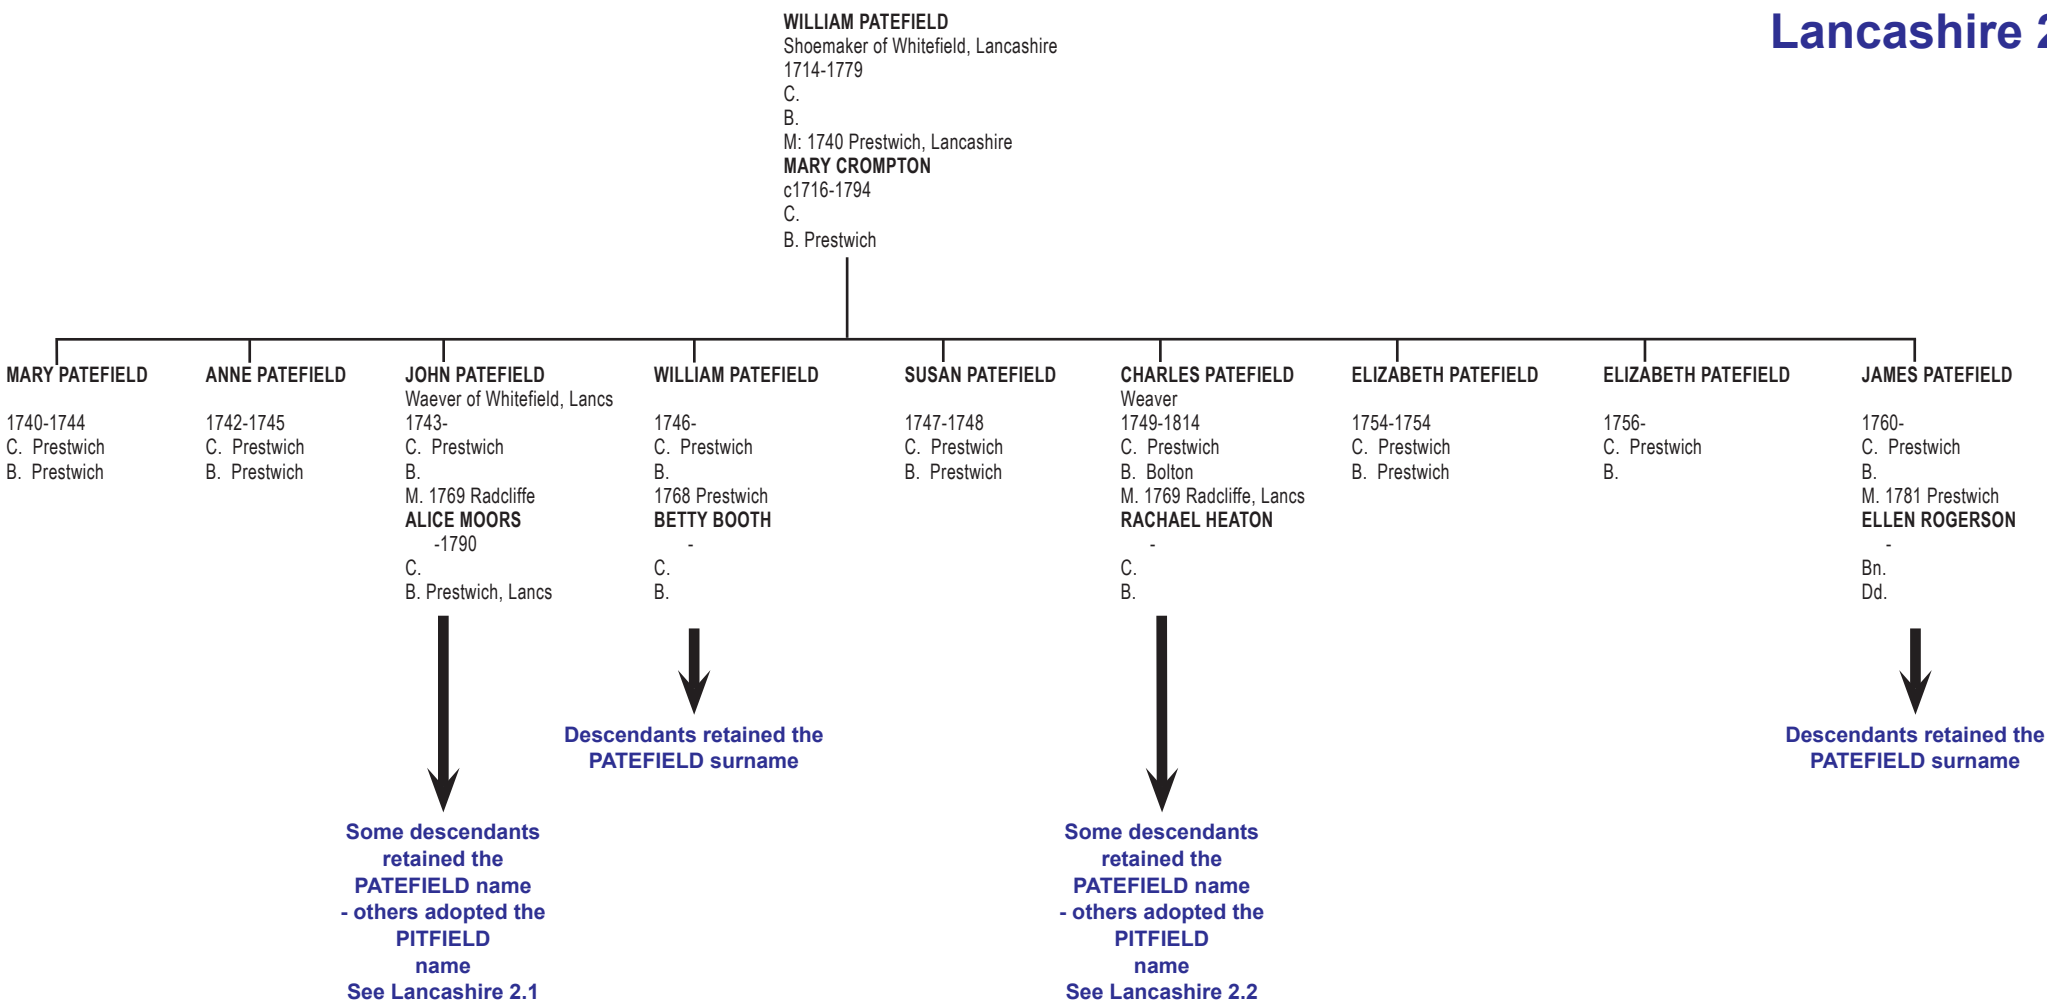 Lancashire 2
WILLIAM PATEFIELD
Shoemaker of Whitefield, Lancashire
1714-1779
C.
B.
M: 1740 Prestwich, Lancashire
MARY CROMPTON
c1716-1794
C.
B. Prestwich
MARY PATEFIELD
1740-1744
C. Prestwich
B. Prestwich
ANNE PATEFIELD
1742-1745
C. Prestwich
B. Prestwich
JOHN PATEFIELD
Waever of Whitefield, Lancs
1743-
C. Prestwich
B.
M. 1769 Radcliffe
ALICE MOORS
-1790
C.
B. Prestwich, Lancs
Some descendants
retained the
PATEFIELD name
- others adopted the
PITFIELD
name
See Lancashire 2.1
WILLIAM PATEFIELD
1746-
C. Prestwich
B.
1768 Prestwich
BETTY BOOTH
-
C.
B.
Descendants retained the
PATEFIELD surname
SUSAN PATEFIELD
1747-1748
C. Prestwich
B. Prestwich
CHARLES PATEFIELD
Weaver
1749-1814
C. Prestwich
B. Bolton
M. 1769 Radcliffe, Lancs
RACHAEL HEATON
-
C.
B.
Some descendants
retained the
PATEFIELD name
- others adopted the
PITFIELD
name
See Lancashire 2.2
ELIZABETH PATEFIELD
1754-1754
C. Prestwich
B. Prestwich
ELIZABETH PATEFIELD
1756-
C. Prestwich
B.
JAMES PATEFIELD
1760-
C. Prestwich
B.
M. 1781 Prestwich
ELLEN ROGERSON
-
Bn.
Dd.
Descendants retained the
PATEFIELD surname